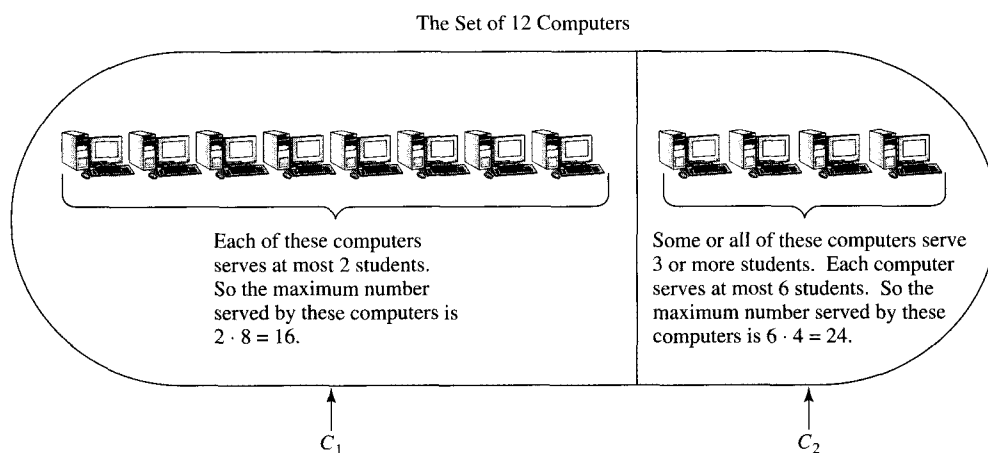 The Set of 12 Computers
Each of these computers
serves at most 2 students.
So the maximum number
served by these computers is
2 · 8 = 16.
Some or all of these computers serve
3 or more students. Each computer
serves at most 6 students. So the
maximum number served by these
computers is 6 · 4 = 24.
C₁
C₂